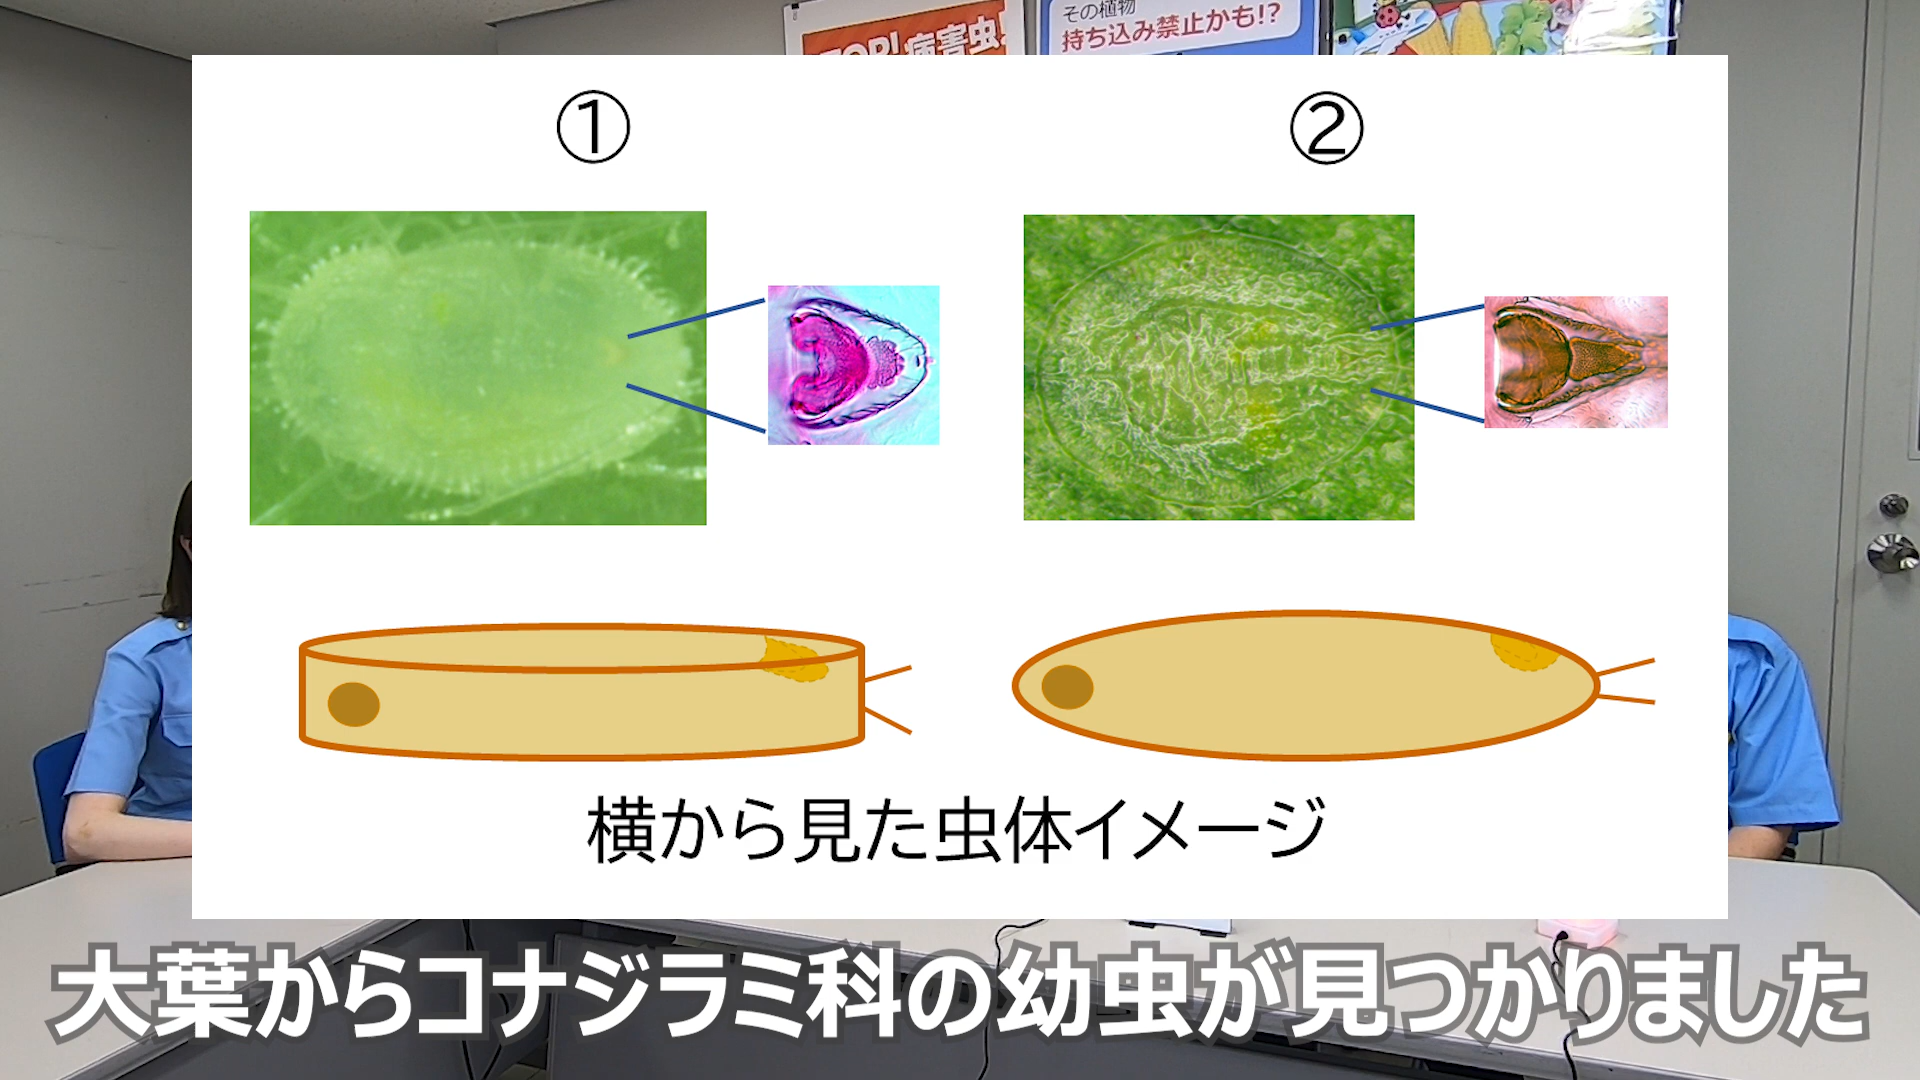 病害虫
その植物
持ち込み禁止かも!?
①
②
横から見た虫体イメージ
大葉からコナジラミ科の幼虫が見つかりました